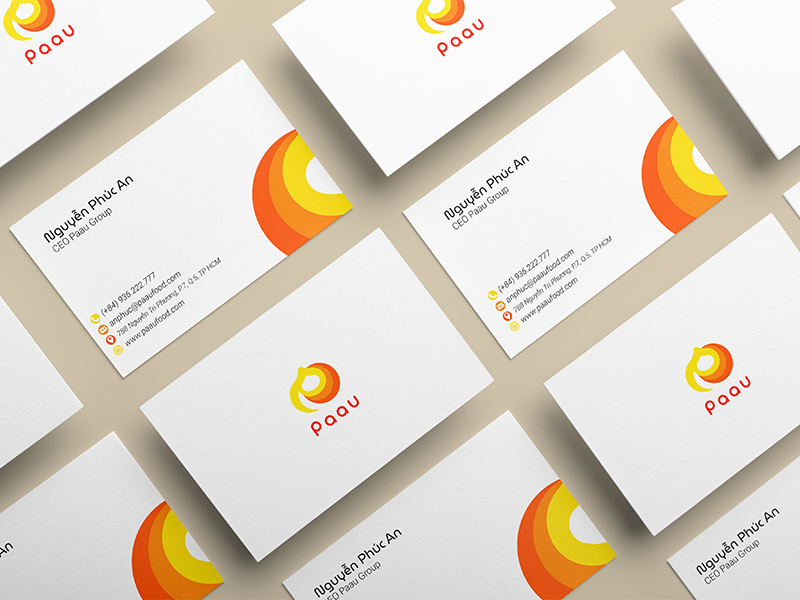 paau
paau
Nguyễn Phúc An
CEO Paau Group
(+84) 936.222.777
anphuc@paaufood.com
788 Nguyễn Tri Phương, P.7, Q.5, TP HCM
www.paaufood.com
Nguyễn Phúc An
CEO Paau Group
(+84) 936.222.777
anphuc@paaufood.com
788 Nguyễn Tri Phương, P.7, Q.5, TP HCM
www.paaufood.com
paau
paau
An
Nguyễn Phúc An
CEO Paau Group
Nguyễn Phúc An
CEO Paau Group